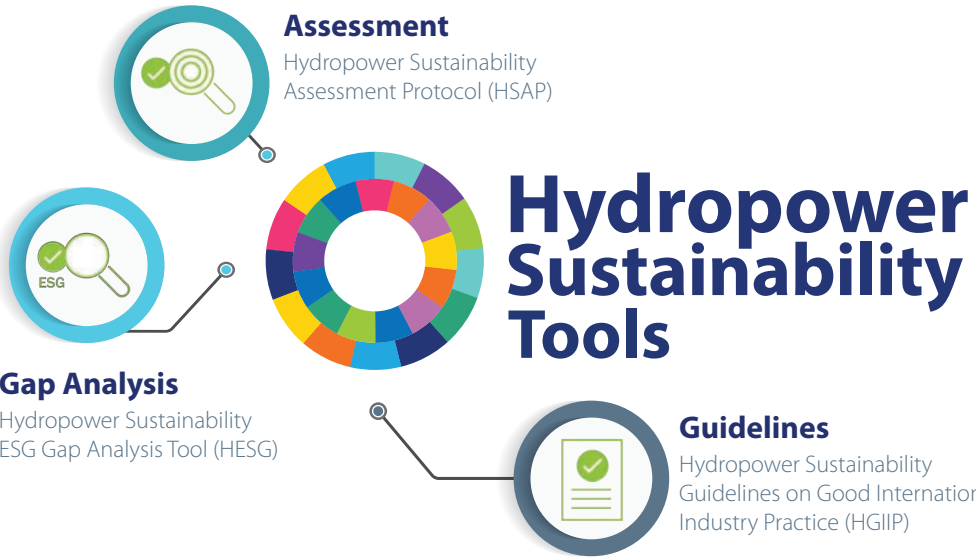 Assessment
Hydropower Sustainability
Assessment Protocol (HSAP)
Hydropower
Sustainability
Tools
ESG
Gap Analysis
Hydropower Sustainability
ESG Gap Analysis Tool (HESG)
Guidelines
Hydropower Sustainability
Guidelines on Good Internation
Industry Practice (HGIIP)